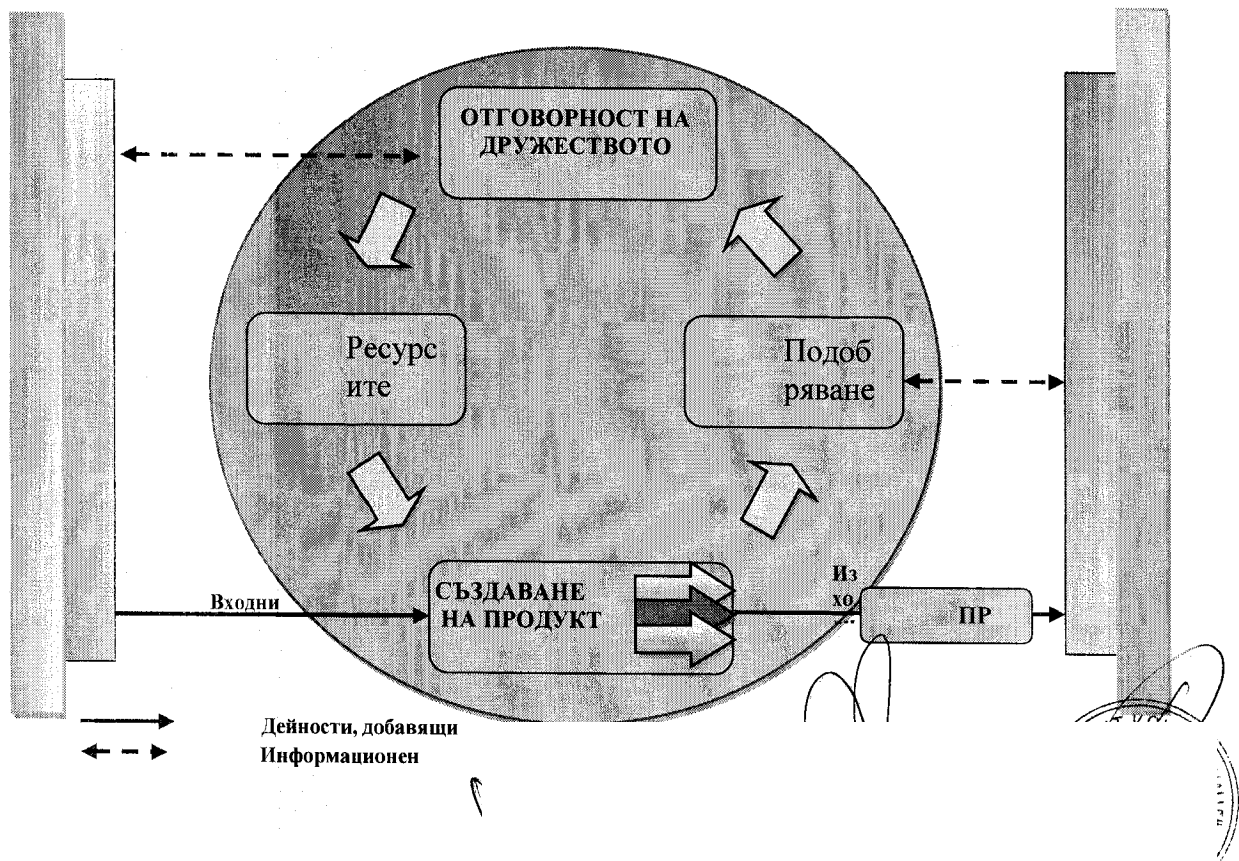 ОТГОВОРНОСТ НА
ДРУЖЕСТВОТО
Ресурс
ите
Подоб
ряване
СЪЗДАВАНЕ
НА ПРОДУКТ
Входни
Из
хо
...
ПР
Дейности, добавящи
Информационен